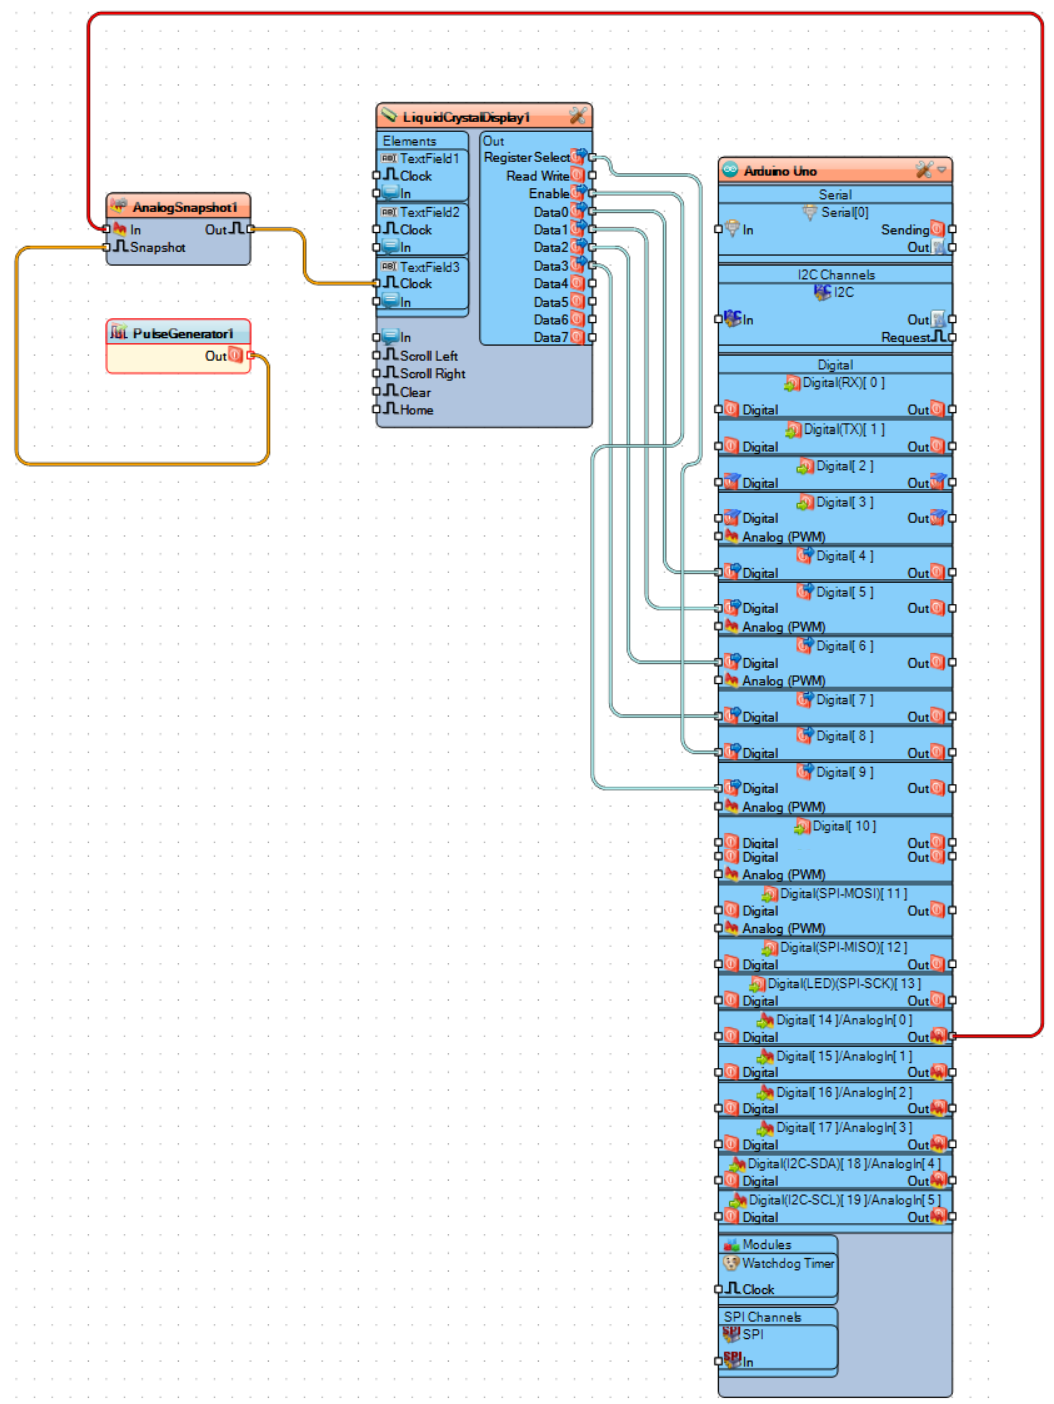 LiquidCrystalDisplay1
Elements
TextField1
Clock
In
TextField2
Clock
In
TextField3
Clock
In
In
Scroll Left
Scroll Right
Clear
Home
Out
Register Select
Read Write
Enable
Data0
Data1
Data2
Data3
Data4
Data5
Data6
Data7
AnalogSnapshot1
In Out
Snapshot
PulseGenerator1
Out
Arduino Uno
Serial
Serial[0]
In Sending
Out
I2C Channels
I2C
In Out
Request
Digital
Digital(RX)[ 0 ]
Digital Out
Digital(TX)[ 1 ]
Digital Out
Digital[ 2 ]
Digital Out
Digital[ 3 ]
Digital Out
Analog (PWM)
Digital[ 4 ]
Digital Out
Digital[ 5 ]
Digital Out
Analog (PWM)
Digital[ 6 ]
Digital Out
Analog (PWM)
Digital[ 7 ]
Digital Out
Digital[ 8 ]
Digital Out
Digital[ 9 ]
Digital Out
Analog (PWM)
Digital[ 10 ]
Digital Out
Digital Out
Analog (PWM)
Digital(SPI-MOSI)[ 11 ]
Digital Out
Analog (PWM)
Digital(SPI-MISO)[ 12 ]
Digital Out
Digital(LED)(SPI-SCK)[ 13 ]
Digital Out
Digital[ 14 ]/AnalogIn[ 0 ]
Digital Out
Digital[ 15 ]/AnalogIn[ 1 ]
Digital Out
Digital[ 16 ]/AnalogIn[ 2 ]
Digital Out
Digital[ 17 ]/AnalogIn[ 3 ]
Digital Out
Digital(I2C-SDA)[ 18 ]/AnalogIn[ 4 ]
Digital Out
Digital(I2C-SCL)[ 19 ]/AnalogIn[ 5 ]
Digital Out
Modules
Watchdog Timer
Clock
SPI Channels
SPI
In